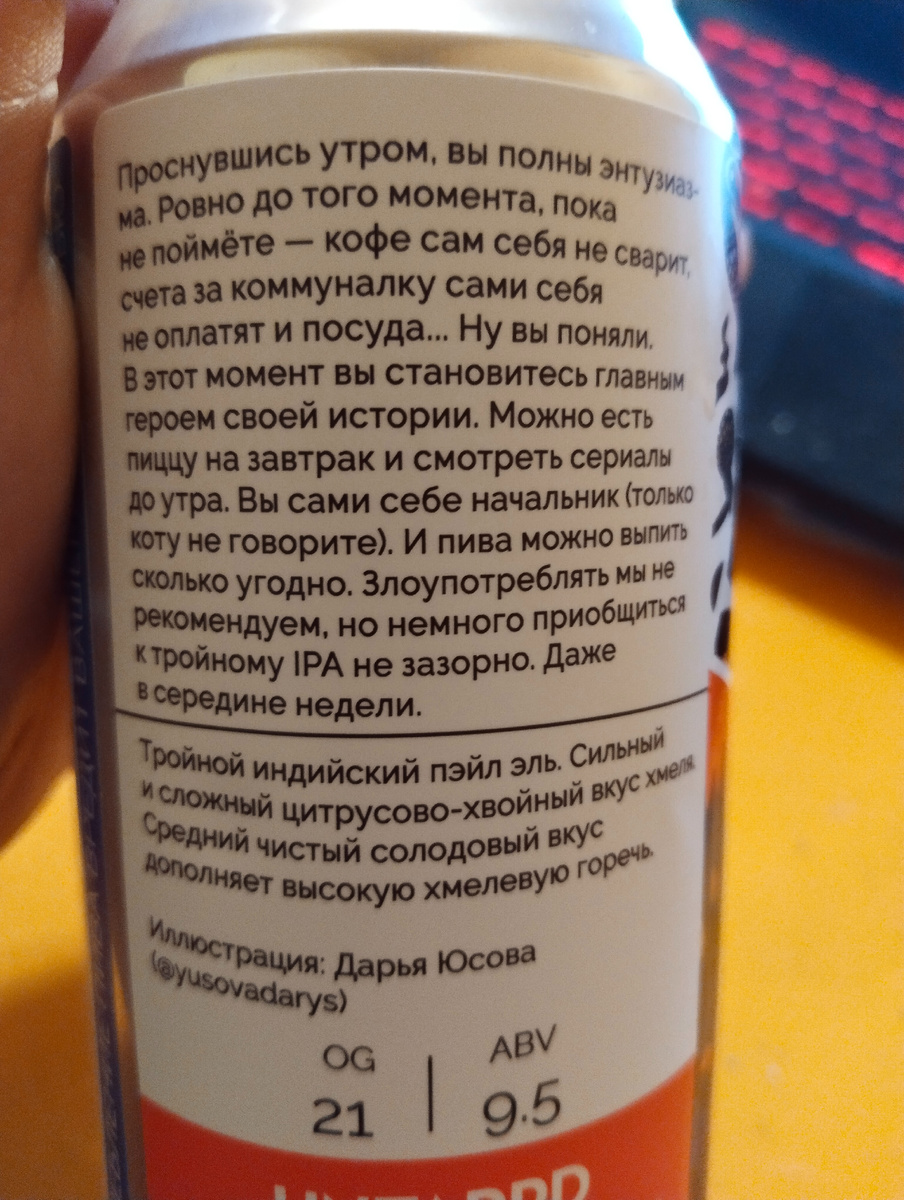 Проснувшись утром, вы полны энтузиаз-
ма. Ровно до того момента, пока
не поймёте — кофе сам себя не сварит,
счета за коммуналку сами себя
не оплатят и посуда... Ну вы поняли.
В этот момент вы становитесь главным
героем своей истории. Можно есть
пиццу на завтрак и смотреть сериалы
до утра. Вы сами себе начальник (только
коту не говорите). И пива можно выпить
сколько угодно. Злоупотреблять мы не
рекомендуем, но немного приобщиться
к тройному IPA не зазорно. Даже
в середине недели.
Тройной индийский пэйл эль. Сильный
и сложный цитрусово-хвойный вкус хмеля.
Средний чистый солодовый вкус
дополняет высокую хмелевую горечь.
Иллюстрация: Дарья Юсова
(@yusovadarys)
OG ABV
21 9.5
UNTAPPD